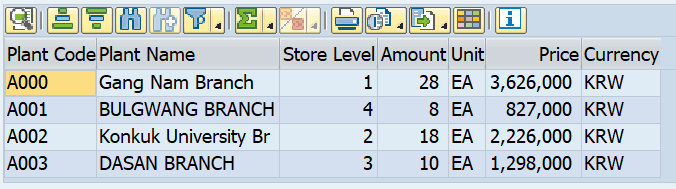 Plant Code Plant Name Store Level Amount Unit Price Currency
A000 Gang Nam Branch 1 28 EA 3,626,000 KRW
A001 BULGWANG BRANCH 4 8 EA 827,000 KRW
A002 Konkuk University Br 2 18 EA 2,226,000 KRW
A003 DASAN BRANCH 3 10 EA 1,298,000 KRW